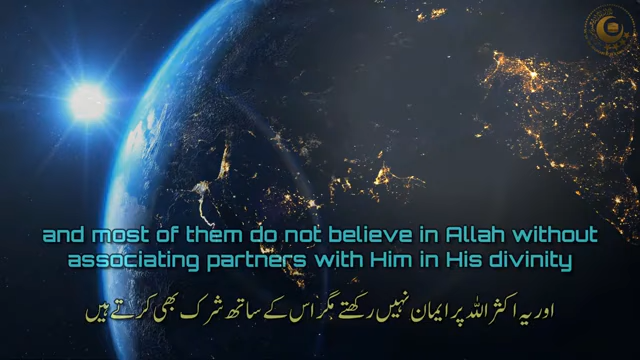 and most of them do not believe in Allah without
associating partners with Him in His divinity
اور یہ اکثر اللہ پر ایمان نہیں رکھتے مگر اس کے ساتھ شرک بھی کرتے ہیں